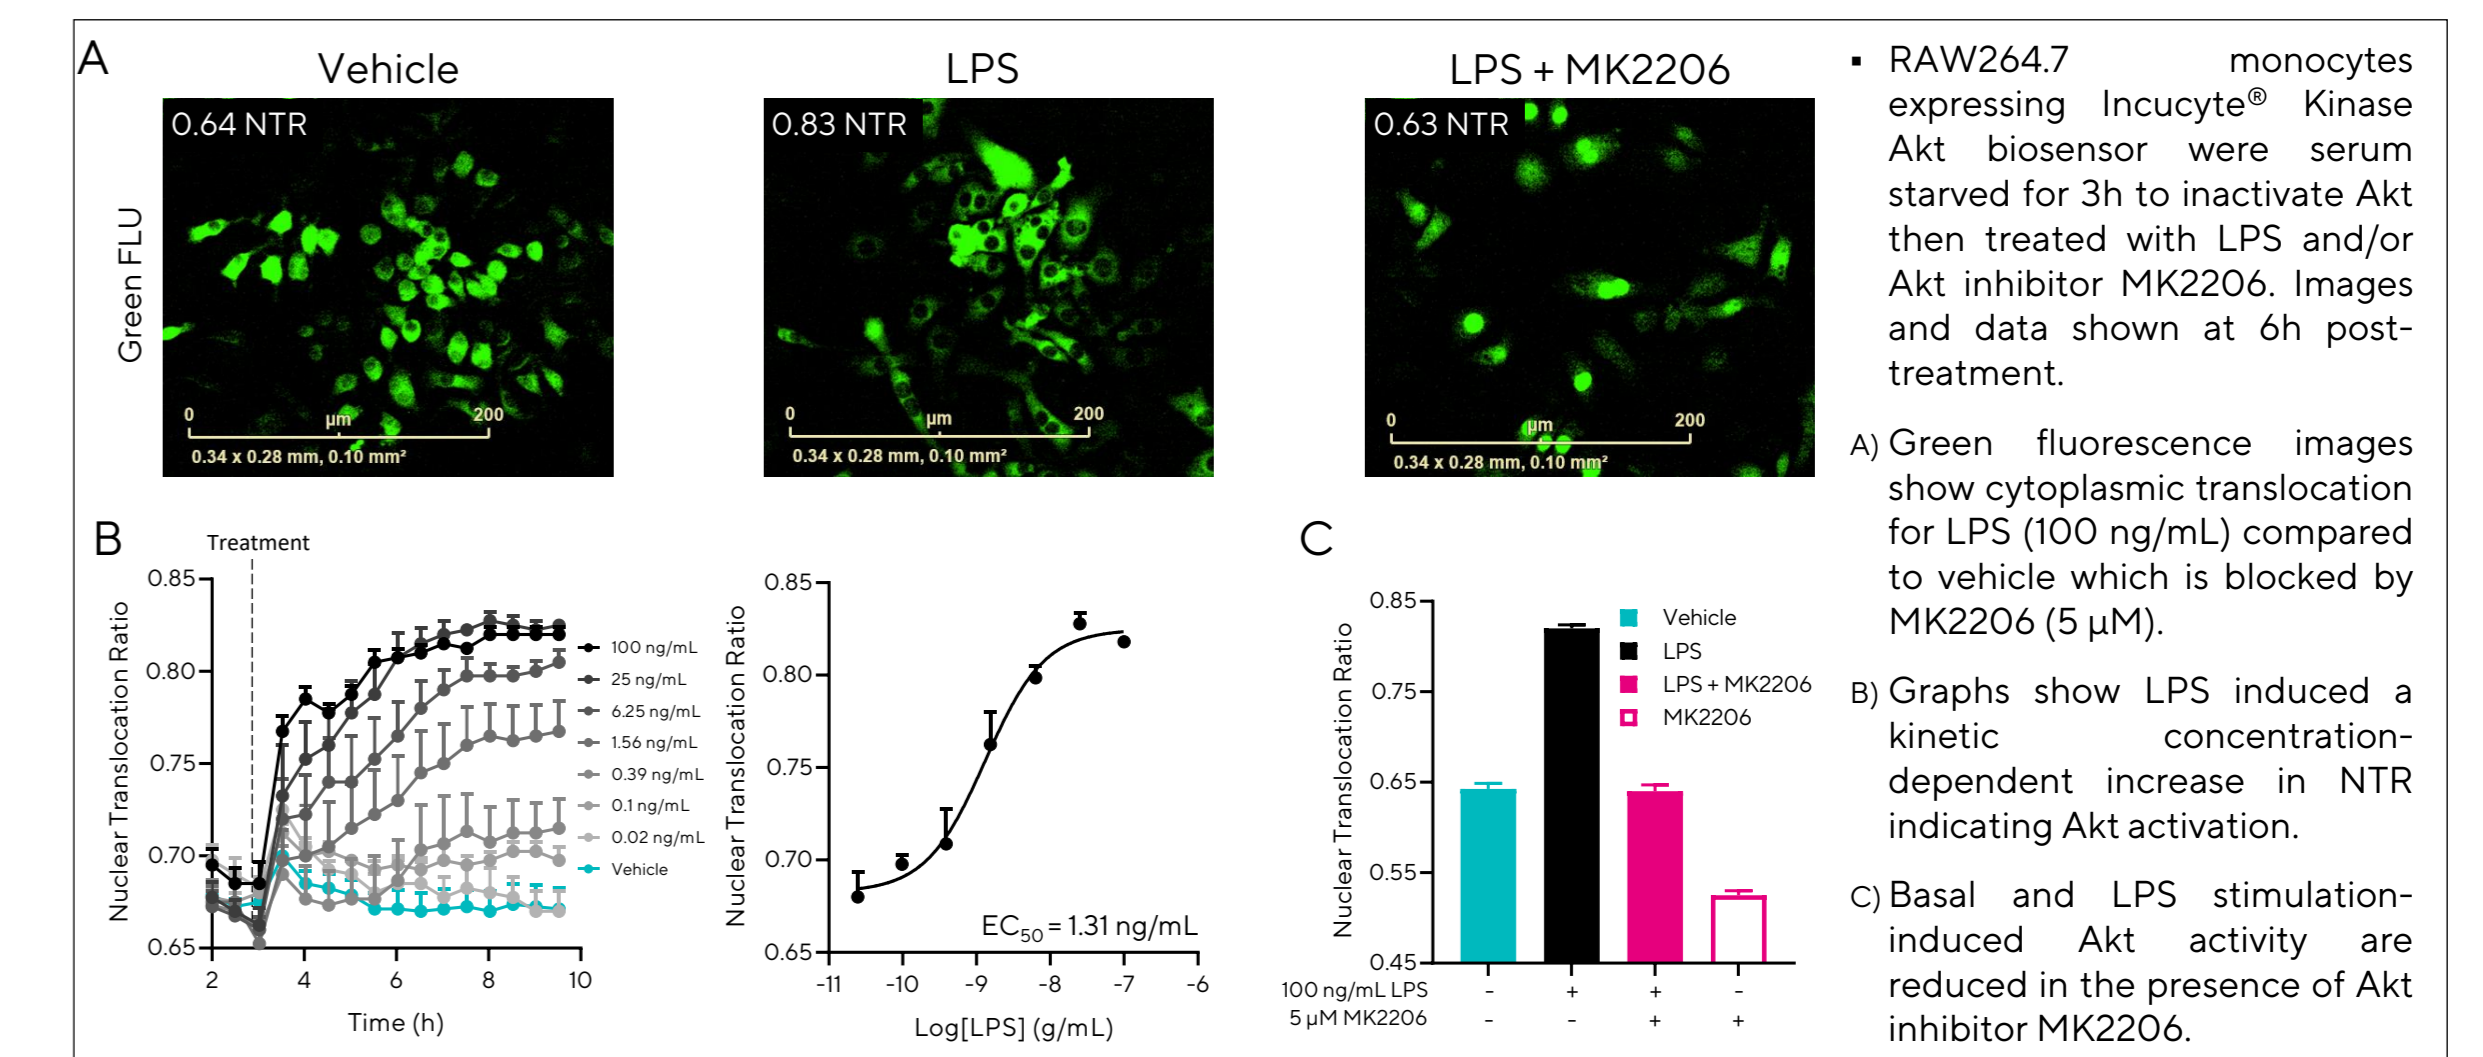 A
Vehicle
LPS
LPS + MK2206
Green FLU
0.64 NTR
0 µm 200
0.34 x 0.28 mm, 0.10 mm²
0.83 NTR
0 µm 200
0.34 x 0.28 mm, 0.10 mm²
0.63 NTR
0 µm 200
0.34 x 0.28 mm, 0.10 mm²
B
Treatment
Nuclear Translocation Ratio
0.85
0.80
0.75
0.70
0.65
2 4 6 8 10
Time (h)
100 ng/mL
25 ng/mL
6.25 ng/mL
1.56 ng/mL
0.39 ng/mL
0.1 ng/mL
0.02 ng/mL
Vehicle
Nuclear Translocation Ratio
0.85
0.80
0.75
0.70
0.65
EC50 = 1.31 ng/mL
-11 -10 -9 -8 -7 -6
Log[LPS] (g/mL)
C
Nuclear Translocation Ratio
0.85
0.75
0.65
0.55
0.45
Vehicle
LPS
LPS + MK2206
MK2206
100 ng/mL LPS - + + -
5 µM MK2206 - - + +
▪ RAW264.7 monocytes
expressing Incucyte® Kinase
Akt biosensor were serum
starved for 3h to inactivate Akt
then treated with LPS and/or
Akt inhibitor MK2206. Images
and data shown at 6h post-
treatment.
A) Green fluorescence images
show cytoplasmic translocation
for LPS (100 ng/mL) compared
to vehicle which is blocked by
MK2206 (5 µM).
B) Graphs show LPS induced a
kinetic concentration-
dependent increase in NTR
indicating Akt activation.
C) Basal and LPS stimulation-
induced Akt activity are
reduced in the presence of Akt
inhibitor MK2206.